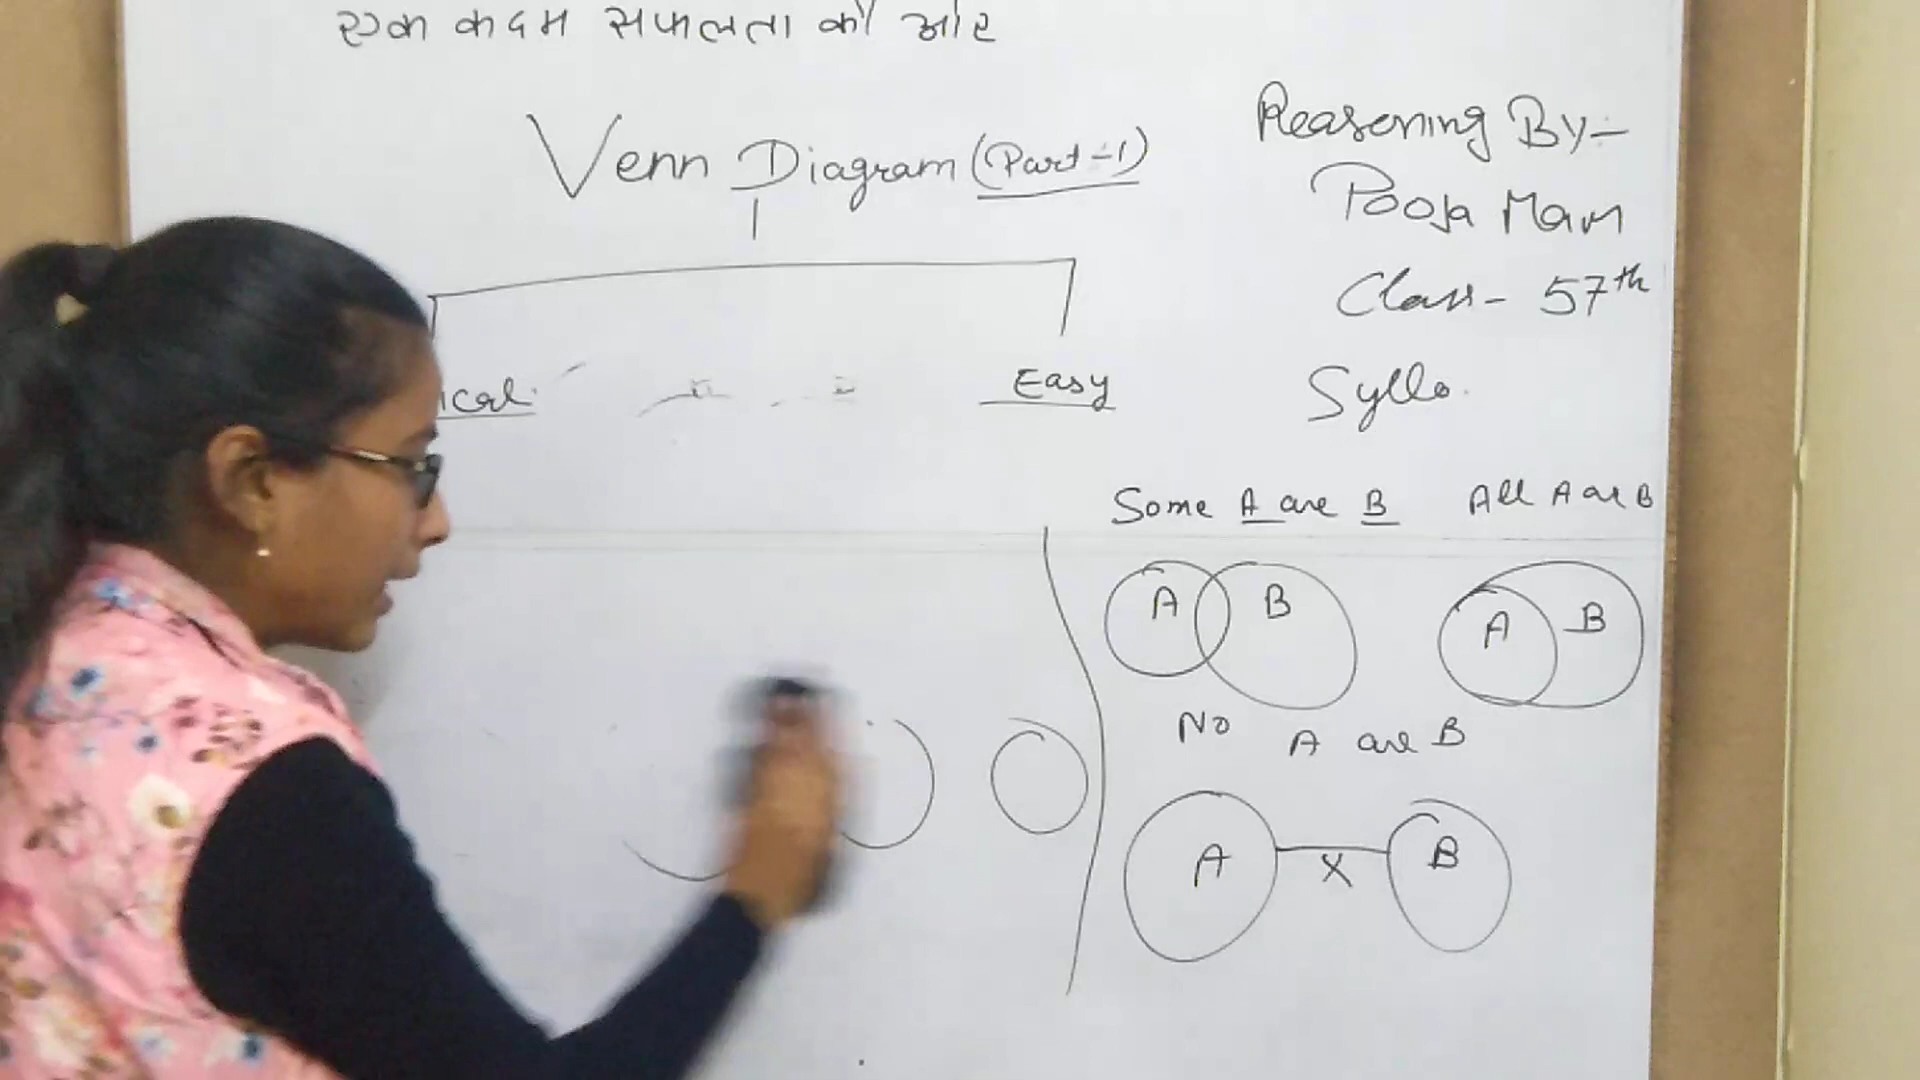 एक कदम सफलता की ओर
Venn Diagram (Part-1)
Reasoning By-
Pooja Mam
Class- 57th
Syllo.
ical
Easy
Some A are B
All A are B
A B
A B
No A are B
A X B